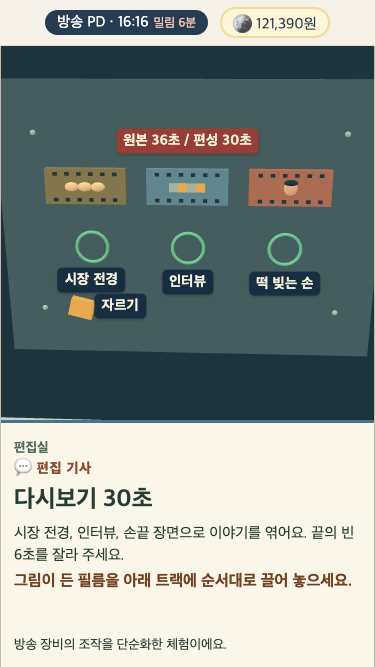 방송 PD · 16:16 밀림 6분
121,390원
원본 36초 / 편성 30초
시장 전경
인터뷰
떡 빚는 손
자르기
편집실
편집 기사
다시보기 30초
시장 전경, 인터뷰, 손끝 장면으로 이야기를 엮어요. 끝의 빈
6초를 잘라 주세요.
그림이 든 필름을 아래 트랙에 순서대로 끌어 놓으세요.
방송 장비의 조작을 단순화한 체험이에요.